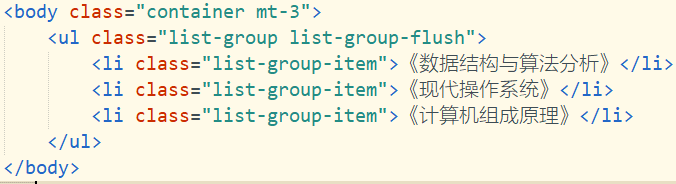 <body class="container mt-3">
    <ul class="list-group list-group-flush">
        <li class="list-group-item">《数据结构与算法分析》</li>
        <li class="list-group-item">《现代操作系统》</li>
        <li class="list-group-item">《计算机组成原理》</li>
    </ul>
</body>